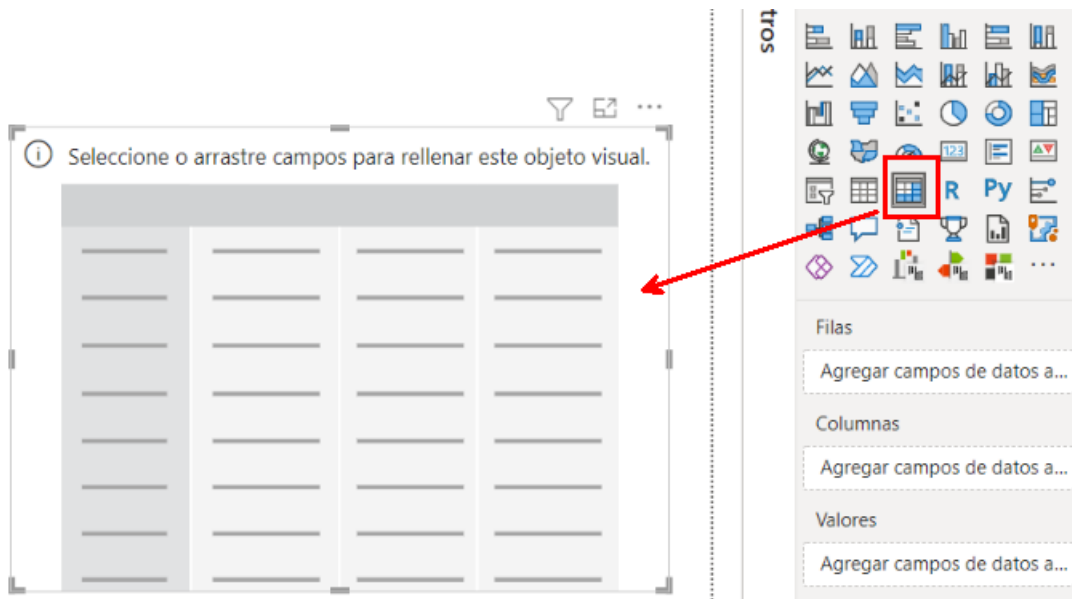 tros
Seleccione o arrastre campos para rellenar este objeto visual.
123
R Py
Filas
Agregar campos de datos a...
Columnas
Agregar campos de datos a...
Valores
Agregar campos de datos a...